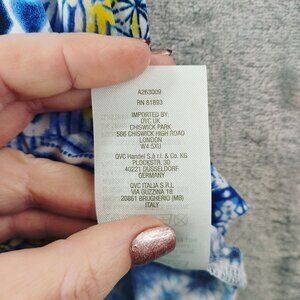 A263009
RN 81893
IMPORTED BY
QVC UK
CHISWICK PARK
566 CHISWICK HIGH ROAD
LONDON
W4 5XU
QVC Handel S.à r.l. & Co. KG
PLOCKSTR. 30
40221 DÜSSELDORF
GERMANY
QVC ITALIA S.R.L
VIA GUZZINA 18
20861 BRUGHERIO (MB)
ITALY